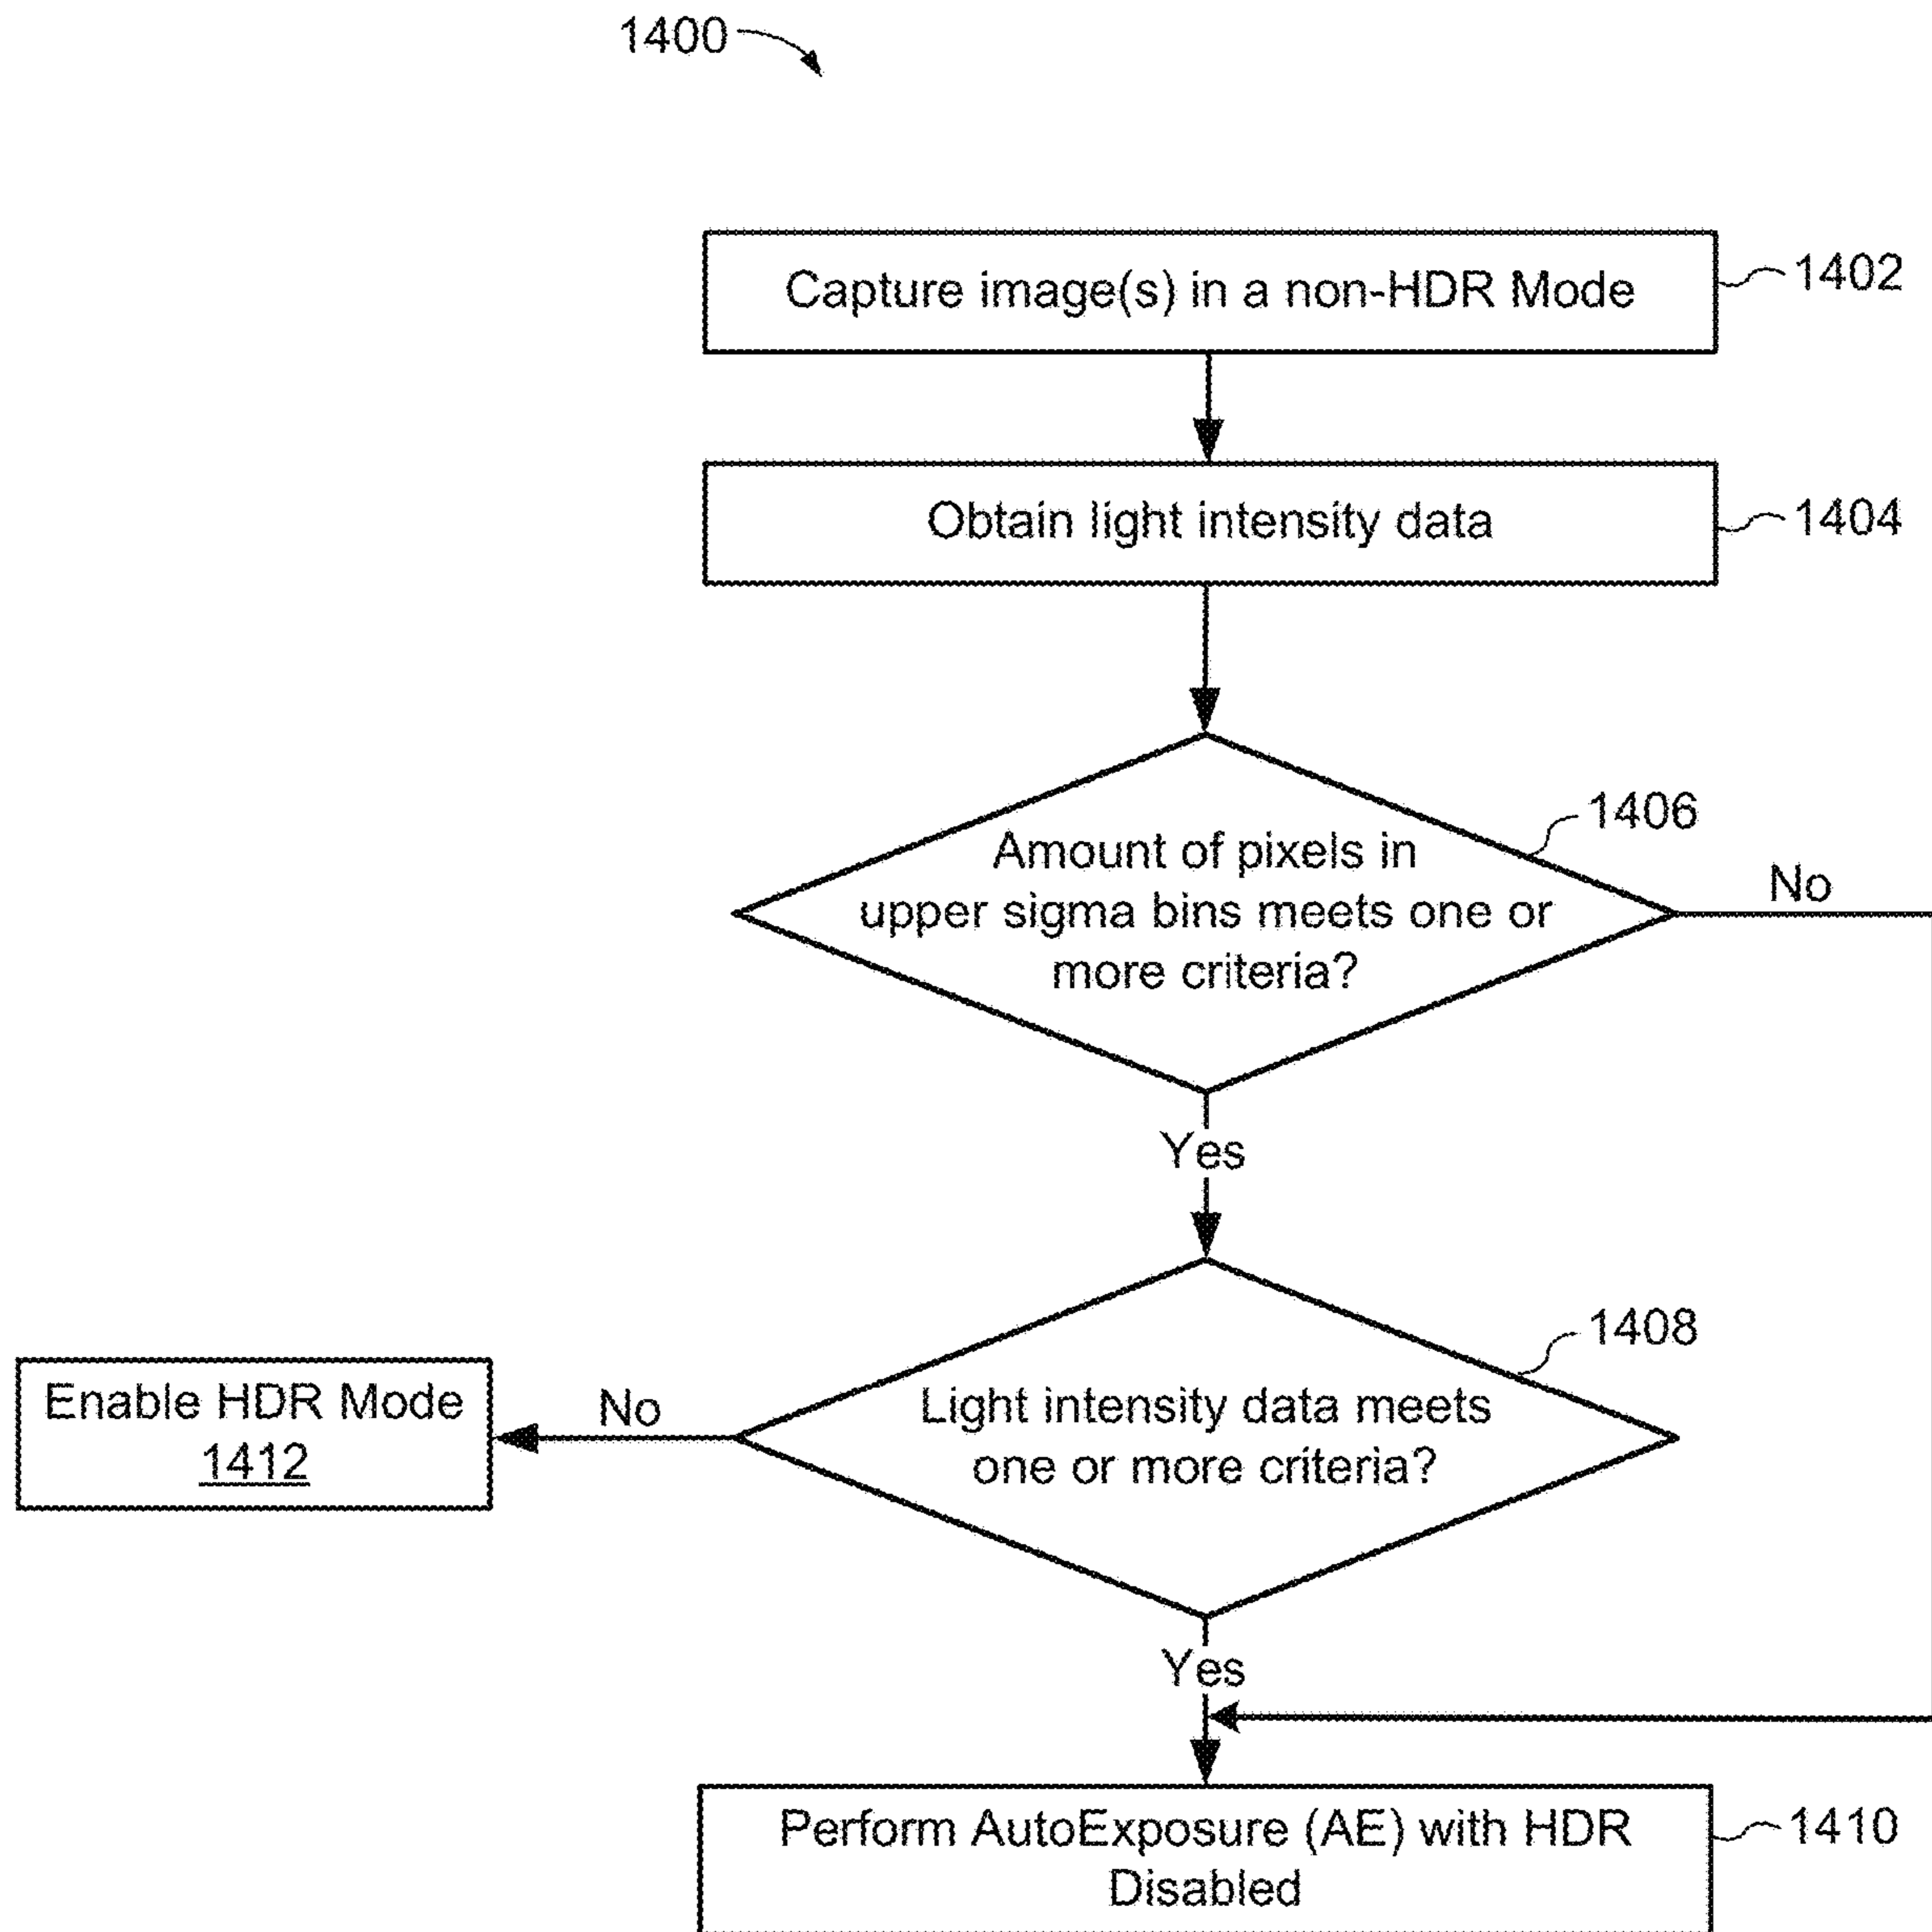 1400
Capture image(s) in a non-HDR Mode
1402
Obtain light intensity data
1404
1406
Amount of pixels in
upper sigma bins meets one or
more criteria?
No
Yes
1408
Light intensity data meets
one or more criteria?
No
Enable HDR Mode
1412
Yes
Perform AutoExposure (AE) with HDR
Disabled
1410